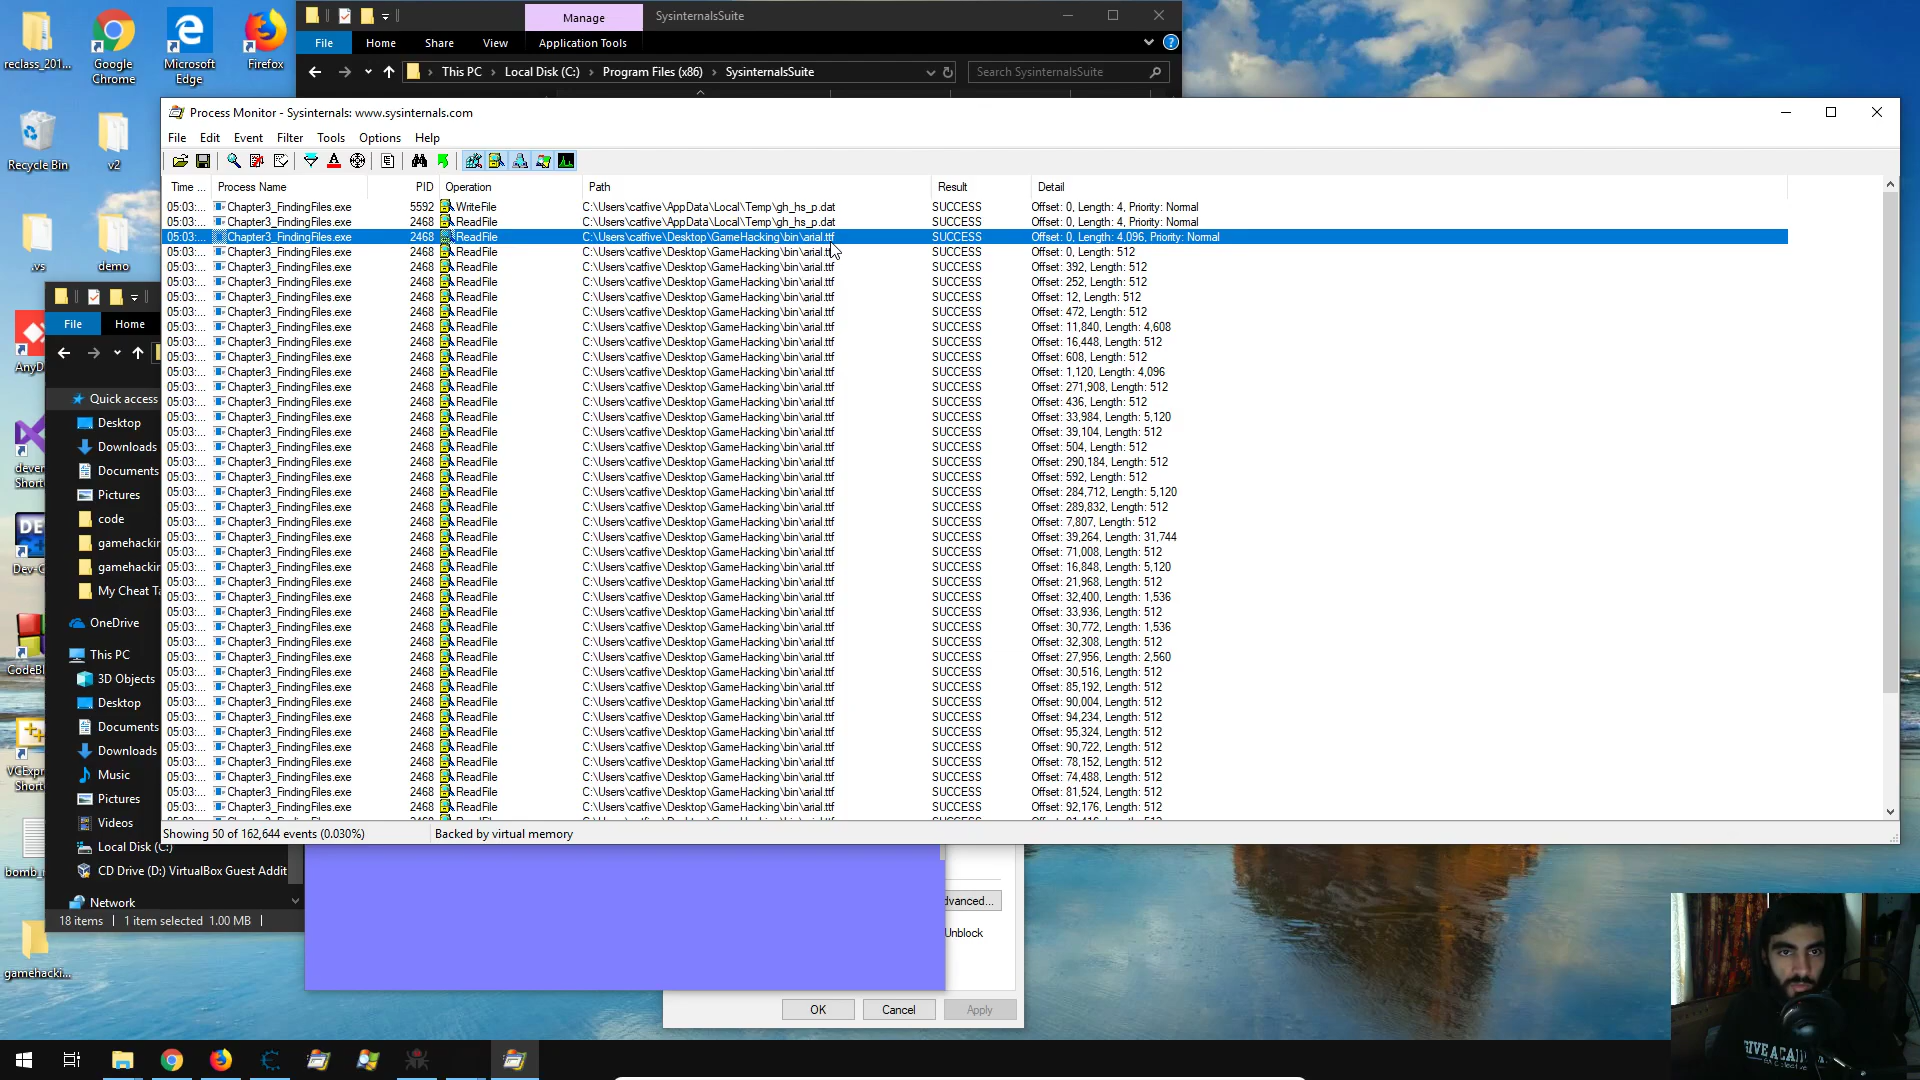 reclass_201...
Google Chrome
Microsoft Edge
Firefox
Recycle Bin
v2
.vs
demo
Manage
SysinternalsSuite
File
Home
Share
View
Application Tools
This PC > Local Disk (C:) > Program Files (x86) > SysinternalsSuite
Search SysinternalsSuite
Process Monitor - Sysinternals: www.sysinternals.com
File Edit Event Filter Tools Options Help
Time ... Process Name PID Operation Path Result Detail
05:03:... Chapter3_FindingFiles.exe 5592 WriteFile C:\Users\catfive\AppData\Local\Temp\gh_hs_p.dat SUCCESS Offset: 0, Length: 4, Priority: Normal
05:03:... Chapter3_FindingFiles.exe 2468 ReadFile C:\Users\catfive\AppData\Local\Temp\gh_hs_p.dat SUCCESS Offset: 0, Length: 4, Priority: Normal
05:03:... Chapter3_FindingFiles.exe 2468 ReadFile C:\Users\catfive\Desktop\GameHacking\bin\arial.ttf SUCCESS Offset: 0, Length: 4,096, Priority: Normal
05:03:... Chapter3_FindingFiles.exe 2468 ReadFile C:\Users\catfive\Desktop\GameHacking\bin\arial.ttf SUCCESS Offset: 0, Length: 512
05:03:... Chapter3_FindingFiles.exe 2468 ReadFile C:\Users\catfive\Desktop\GameHacking\bin\arial.ttf SUCCESS Offset: 392, Length: 512
05:03:... Chapter3_FindingFiles.exe 2468 ReadFile C:\Users\catfive\Desktop\GameHacking\bin\arial.ttf SUCCESS Offset: 252, Length: 512
05:03:... Chapter3_FindingFiles.exe 2468 ReadFile C:\Users\catfive\Desktop\GameHacking\bin\arial.ttf SUCCESS Offset: 12, Length: 512
05:03:... Chapter3_FindingFiles.exe 2468 ReadFile C:\Users\catfive\Desktop\GameHacking\bin\arial.ttf SUCCESS Offset: 472, Length: 512
05:03:... Chapter3_FindingFiles.exe 2468 ReadFile C:\Users\catfive\Desktop\GameHacking\bin\arial.ttf SUCCESS Offset: 11,840, Length: 4,608
05:03:... Chapter3_FindingFiles.exe 2468 ReadFile C:\Users\catfive\Desktop\GameHacking\bin\arial.ttf SUCCESS Offset: 16,448, Length: 512
05:03:... Chapter3_FindingFiles.exe 2468 ReadFile C:\Users\catfive\Desktop\GameHacking\bin\arial.ttf SUCCESS Offset: 608, Length: 512
05:03:... Chapter3_FindingFiles.exe 2468 ReadFile C:\Users\catfive\Desktop\GameHacking\bin\arial.ttf SUCCESS Offset: 1,120, Length: 4,096
05:03:... Chapter3_FindingFiles.exe 2468 ReadFile C:\Users\catfive\Desktop\GameHacking\bin\arial.ttf SUCCESS Offset: 271,908, Length: 512
05:03:... Chapter3_FindingFiles.exe 2468 ReadFile C:\Users\catfive\Desktop\GameHacking\bin\arial.ttf SUCCESS Offset: 436, Length: 512
05:03:... Chapter3_FindingFiles.exe 2468 ReadFile C:\Users\catfive\Desktop\GameHacking\bin\arial.ttf SUCCESS Offset: 33,984, Length: 5,120
05:03:... Chapter3_FindingFiles.exe 2468 ReadFile C:\Users\catfive\Desktop\GameHacking\bin\arial.ttf SUCCESS Offset: 39,104, Length: 512
05:03:... Chapter3_FindingFiles.exe 2468 ReadFile C:\Users\catfive\Desktop\GameHacking\bin\arial.ttf SUCCESS Offset: 504, Length: 512
05:03:... Chapter3_FindingFiles.exe 2468 ReadFile C:\Users\catfive\Desktop\GameHacking\bin\arial.ttf SUCCESS Offset: 290,184, Length: 512
05:03:... Chapter3_FindingFiles.exe 2468 ReadFile C:\Users\catfive\Desktop\GameHacking\bin\arial.ttf SUCCESS Offset: 592, Length: 512
05:03:... Chapter3_FindingFiles.exe 2468 ReadFile C:\Users\catfive\Desktop\GameHacking\bin\arial.ttf SUCCESS Offset: 284,712, Length: 5,120
05:03:... Chapter3_FindingFiles.exe 2468 ReadFile C:\Users\catfive\Desktop\GameHacking\bin\arial.ttf SUCCESS Offset: 289,832, Length: 512
05:03:... Chapter3_FindingFiles.exe 2468 ReadFile C:\Users\catfive\Desktop\GameHacking\bin\arial.ttf SUCCESS Offset: 7,807, Length: 512
05:03:... Chapter3_FindingFiles.exe 2468 ReadFile C:\Users\catfive\Desktop\GameHacking\bin\arial.ttf SUCCESS Offset: 39,264, Length: 31,744
05:03:... Chapter3_FindingFiles.exe 2468 ReadFile C:\Users\catfive\Desktop\GameHacking\bin\arial.ttf SUCCESS Offset: 71,008, Length: 512
05:03:... Chapter3_FindingFiles.exe 2468 ReadFile C:\Users\catfive\Desktop\GameHacking\bin\arial.ttf SUCCESS Offset: 16,848, Length: 5,120
05:03:... Chapter3_FindingFiles.exe 2468 ReadFile C:\Users\catfive\Desktop\GameHacking\bin\arial.ttf SUCCESS Offset: 21,968, Length: 512
05:03:... Chapter3_FindingFiles.exe 2468 ReadFile C:\Users\catfive\Desktop\GameHacking\bin\arial.ttf SUCCESS Offset: 32,400, Length: 1,536
05:03:... Chapter3_FindingFiles.exe 2468 ReadFile C:\Users\catfive\Desktop\GameHacking\bin\arial.ttf SUCCESS Offset: 33,936, Length: 512
05:03:... Chapter3_FindingFiles.exe 2468 ReadFile C:\Users\catfive\Desktop\GameHacking\bin\arial.ttf SUCCESS Offset: 30,772, Length: 1,536
05:03:... Chapter3_FindingFiles.exe 2468 ReadFile C:\Users\catfive\Desktop\GameHacking\bin\arial.ttf SUCCESS Offset: 32,308, Length: 512
05:03:... Chapter3_FindingFiles.exe 2468 ReadFile C:\Users\catfive\Desktop\GameHacking\bin\arial.ttf SUCCESS Offset: 27,956, Length: 2,560
05:03:... Chapter3_FindingFiles.exe 2468 ReadFile C:\Users\catfive\Desktop\GameHacking\bin\arial.ttf SUCCESS Offset: 30,516, Length: 512
05:03:... Chapter3_FindingFiles.exe 2468 ReadFile C:\Users\catfive\Desktop\GameHacking\bin\arial.ttf SUCCESS Offset: 85,192, Length: 512
05:03:... Chapter3_FindingFiles.exe 2468 ReadFile C:\Users\catfive\Desktop\GameHacking\bin\arial.ttf SUCCESS Offset: 90,004, Length: 512
05:03:... Chapter3_FindingFiles.exe 2468 ReadFile C:\Users\catfive\Desktop\GameHacking\bin\arial.ttf SUCCESS Offset: 94,234, Length: 512
05:03:... Chapter3_FindingFiles.exe 2468 ReadFile C:\Users\catfive\Desktop\GameHacking\bin\arial.ttf SUCCESS Offset: 95,324, Length: 512
05:03:... Chapter3_FindingFiles.exe 2468 ReadFile C:\Users\catfive\Desktop\GameHacking\bin\arial.ttf SUCCESS Offset: 90,722, Length: 512
05:03:... Chapter3_FindingFiles.exe 2468 ReadFile C:\Users\catfive\Desktop\GameHacking\bin\arial.ttf SUCCESS Offset: 78,152, Length: 512
05:03:... Chapter3_FindingFiles.exe 2468 ReadFile C:\Users\catfive\Desktop\GameHacking\bin\arial.ttf SUCCESS Offset: 74,488, Length: 512
05:03:... Chapter3_FindingFiles.exe 2468 ReadFile C:\Users\catfive\Desktop\GameHacking\bin\arial.ttf SUCCESS Offset: 81,524, Length: 512
05:03:... Chapter3_FindingFiles.exe 2468 ReadFile C:\Users\catfive\Desktop\GameHacking\bin\arial.ttf SUCCESS Offset: 92,176, Length: 512
Showing 50 of 162,644 events (0.030%)
Backed by virtual memory
File
Home
Quick access
Desktop
Downloads
Documents
Pictures
code
gamehackin
gamehackin
My Cheat Ta
OneDrive
This PC
3D Objects
Desktop
Documents
Downloads
Music
Pictures
Videos
Local Disk (C:)
CD Drive (D:) VirtualBox Guest Addit
Network
18 items
1 item selected 1.00 MB
AnyD
deven
Short
Dev-C
CodeBl
VCExpr
Short
bomb_
gamehacki...
dvanced...
Unblock
OK
Cancel
Apply